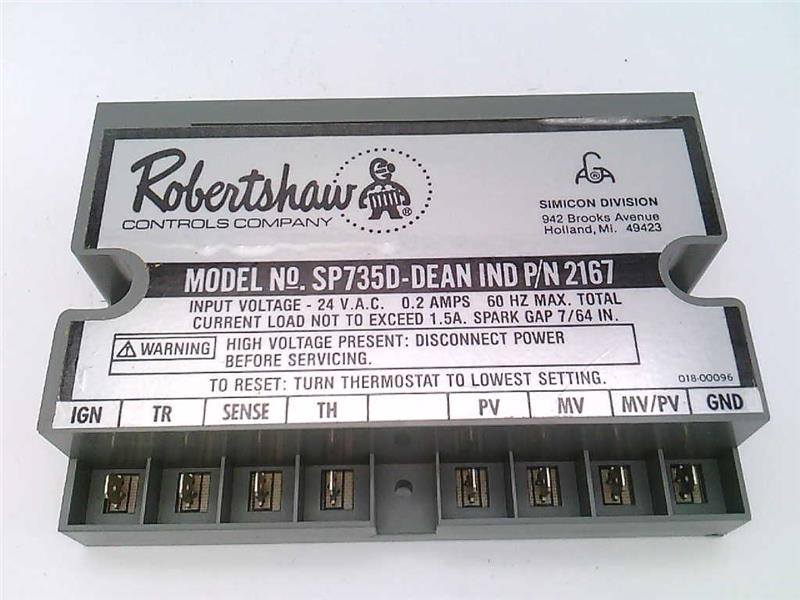 Robertshaw ®
CONTROLS COMPANY
AGA ®
SIMICON DIVISION
942 Brooks Avenue
Holland, Mi. 49423
MODEL No. SP735D-DEAN IND P/N 2167
INPUT VOLTAGE - 24 V.A.C. 0.2 AMPS 60 HZ MAX. TOTAL
CURRENT LOAD NOT TO EXCEED 1.5A. SPARK GAP 7/64 IN.
WARNING HIGH VOLTAGE PRESENT: DISCONNECT POWER
BEFORE SERVICING.
TO RESET: TURN THERMOSTAT TO LOWEST SETTING.
018-00096
IGN TR SENSE TH PV MV MV/PV GND